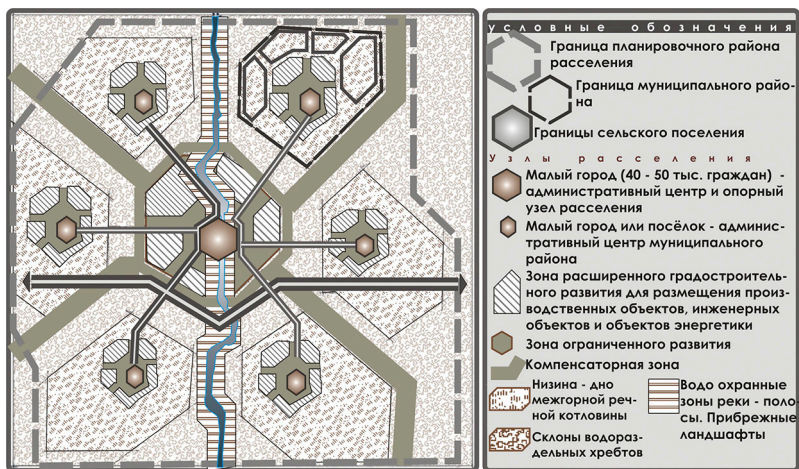 условные обозначения
Граница планировочного района
расселения
Граница муниципального райо-
на
Границы сельского поселения
Узлы расселения
Малый город (40 - 50 тыс. граждан) -
административный центр и опорный
узел расселения
Малый город или посёлок - админис-
тративный центр муниципального
района
Зона расширенного градостроитель-
ного развития для размещения произ-
водственных объектов, инженерных
объектов и объектов энергетики
Зона ограниченного развития
Компенсаторная зона
Низина - дно
межгорной реч-
ной котловины
Склоны водораз-
дельных хребтов
Водо охранные
зоны реки - поло-
сы. Прибрежные
ландшафты